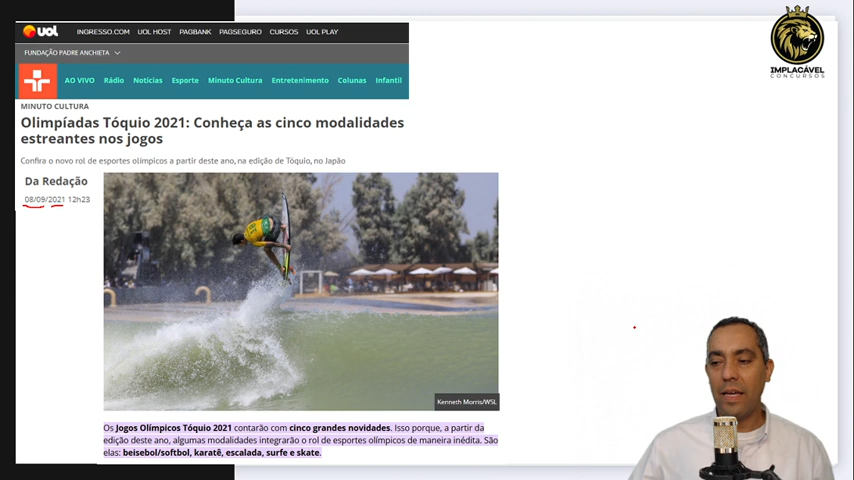 uol
INGRESSO.COM UOL HOST PAGBANK PAGSEGURO CURSOS UOL PLAY
FUNDAÇÃO PADRE ANCHIETA
AO VIVO Rádio Notícias Esporte Minuto Cultura Entretenimento Colunas Infantil
MINUTO CULTURA
Olimpíadas Tóquio 2021: Conheça as cinco modalidades
estreantes nos jogos
Confira o novo rol de esportes olímpicos a partir deste ano, na edição de Tóquio, no Japão
Da Redação
08/09/2021 12h23
Kenneth Morris/WSL
Os Jogos Olímpicos Tóquio 2021 contarão com cinco grandes novidades. Isso porque, a partir da
edição deste ano, algumas modalidades integrarão o rol de esportes olímpicos de maneira inédita. São
elas: beisebol/softbol, karatê, escalada, surfe e skate.
IMPLACÁVEL
CONCURSOS